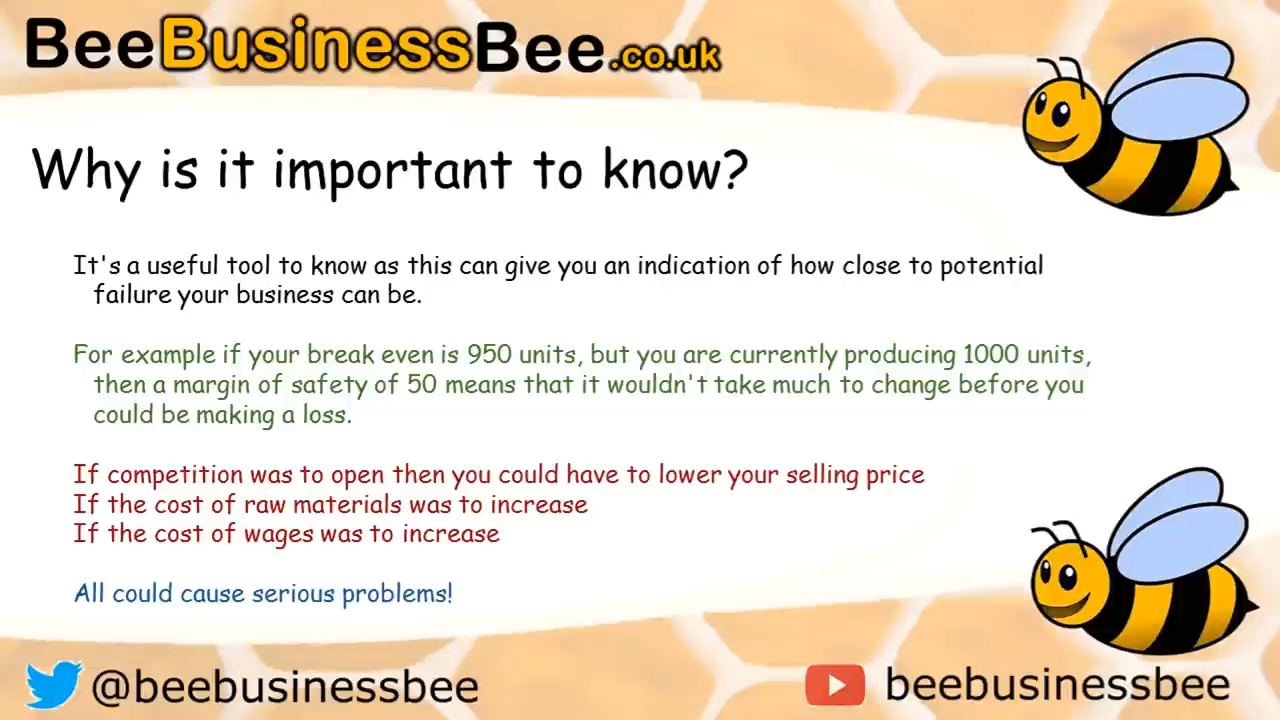 BeeBusinessBee.co.uk
Why is it important to know?
It's a useful tool to know as this can give you an indication of how close to potential
failure your business can be.
For example if your break even is 950 units, but you are currently producing 1000 units,
then a margin of safety of 50 means that it wouldn't take much to change before you
could be making a loss.
If competition was to open then you could have to lower your selling price
If the cost of raw materials was to increase
If the cost of wages was to increase
All could cause serious problems!
@beebusinessbee
beebusinessbee